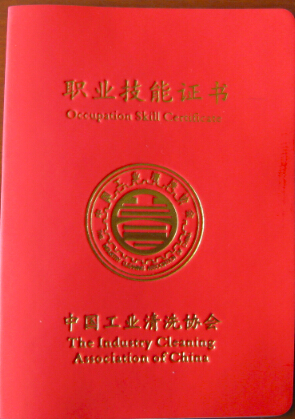 职业技能证书
Occupation Skill Certificate
中国工业清洗协会
The Industry Cleaning
Association of China